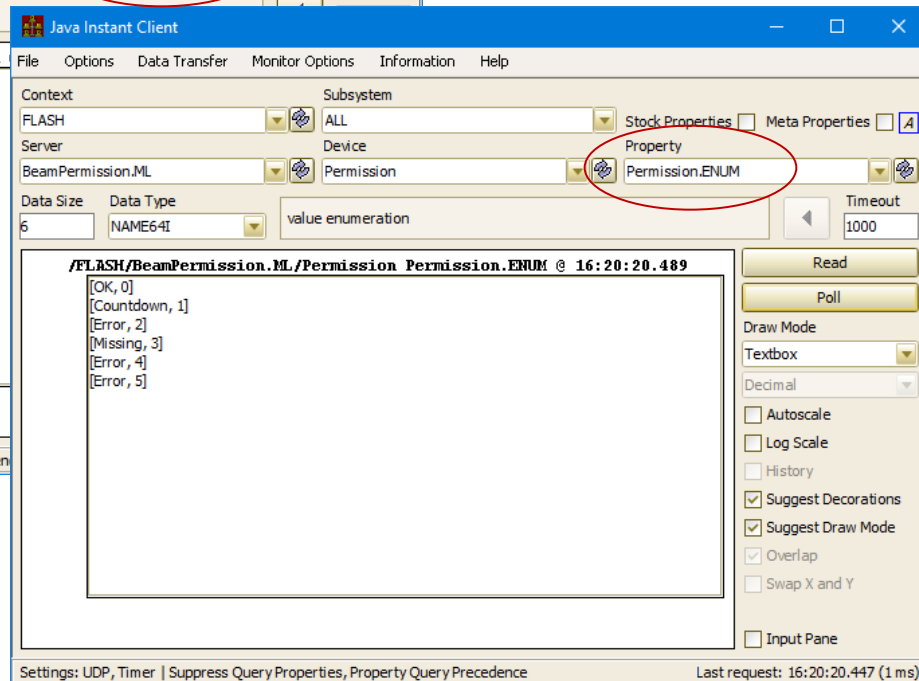 Java Instant Client
File Options Data Transfer Monitor Options Information Help
Context Subsystem
FLASH ALL Stock Properties Meta Properties A
Server Device Property
BeamPermission.ML Permission Permission.ENUM
Data Size Data Type Timeout
6 NAME64I value enumeration 1000
/FLASH/BeamPermission.ML/Permission Permission.ENUM @ 16:20:20.489
[OK, 0]
[Countdown, 1]
[Error, 2]
[Missing, 3]
[Error, 4]
[Error, 5]
Read
Poll
Draw Mode
Textbox
Decimal
Autoscale
Log Scale
History
Suggest Decorations
Suggest Draw Mode
Overlap
Swap X and Y
Input Pane
Settings: UDP, Timer | Suppress Query Properties, Property Query Precedence Last request: 16:20:20.447 (1 ms)